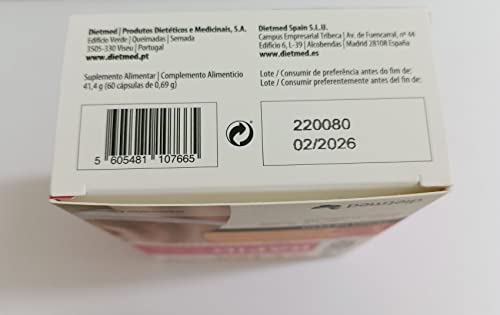 Dietmed | Produtos Dietéticos e Medicinais, S.A.
Edifício Verde | Queimadas | Sernada
3505-330 Viseu | Portugal
www.dietmed.pt
Suplemento Alimentar | Complemento Alimenticio
41,4 g (60 cápsulas de 0,69 g)
5 605481 107665
Dietmed Spain S.L.U.
Campus Empresarial Tribeca | Av. de Fuencarral, nº 44
Edificio 6, L-39 | Alcobendas | Madrid 28108 España
www.dietmed.es
Lote / Consumir de preferência antes do fim de:
Lote / Consumir preferentemente antes del fin de:
220080
02/2026
dietmed